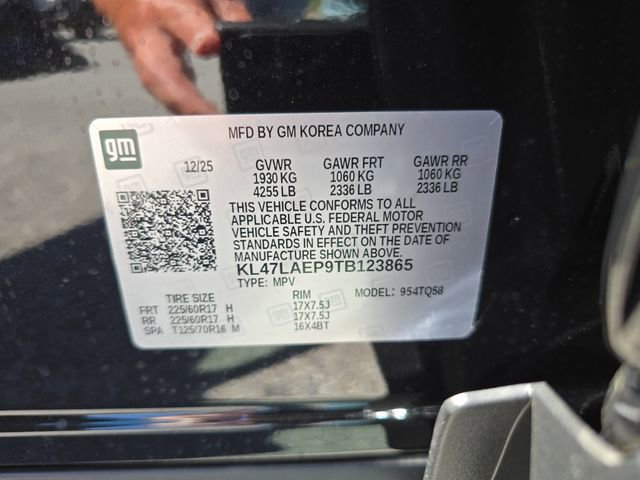 MFD BY GM KOREA COMPANY
gm
12/25 GVWR GAWR FRT GAWR RR
1930 KG 1060 KG 1060 KG
4255 LB 2336 LB 2336 LB
THIS VEHICLE CONFORMS TO ALL
APPLICABLE U.S. FEDERAL MOTOR
VEHICLE SAFETY AND THEFT PREVENTION
STANDARDS IN EFFECT ON THE DATE OF
MANUFACTURE SHOWN ABOVE.
KL47LAEP9TB123865
TYPE: MPV
TIRE SIZE RIM MODEL: 954TQ58
FRT 225/60R17 H 17X7.5J
RR 225/60R17 H 17X7.5J
SPA T125/70R16 M 16X4BT